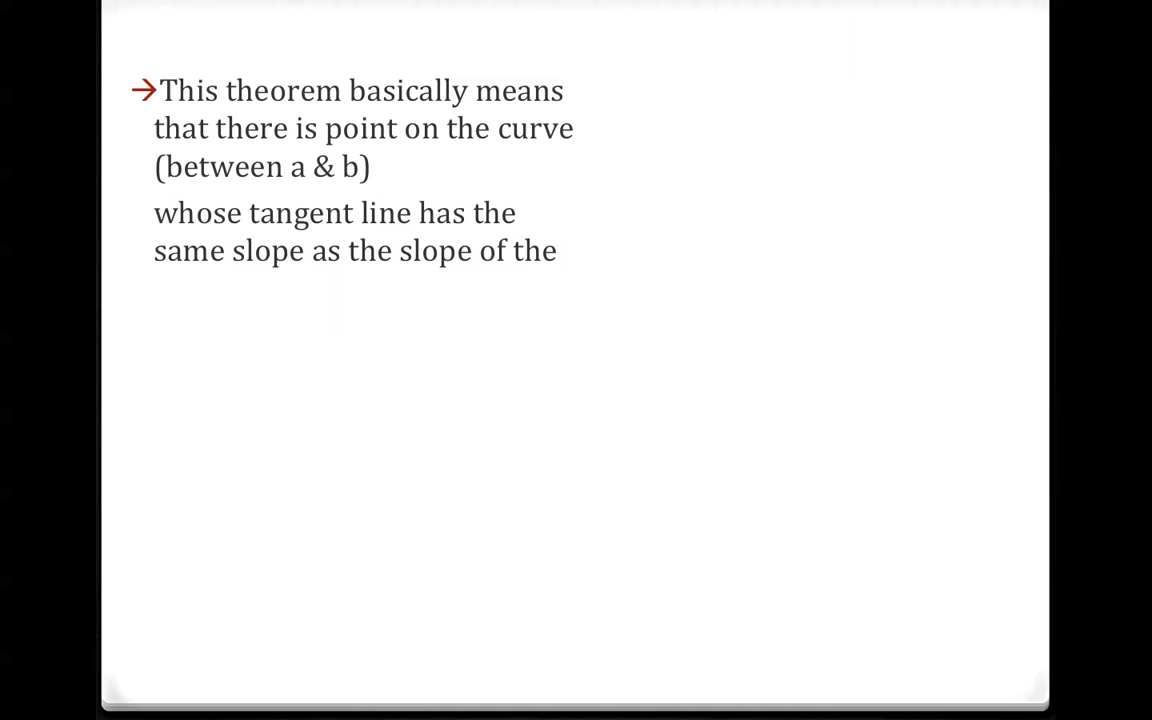 →This theorem basically means
that there is point on the curve
(between a & b)
whose tangent line has the
same slope as the slope of the